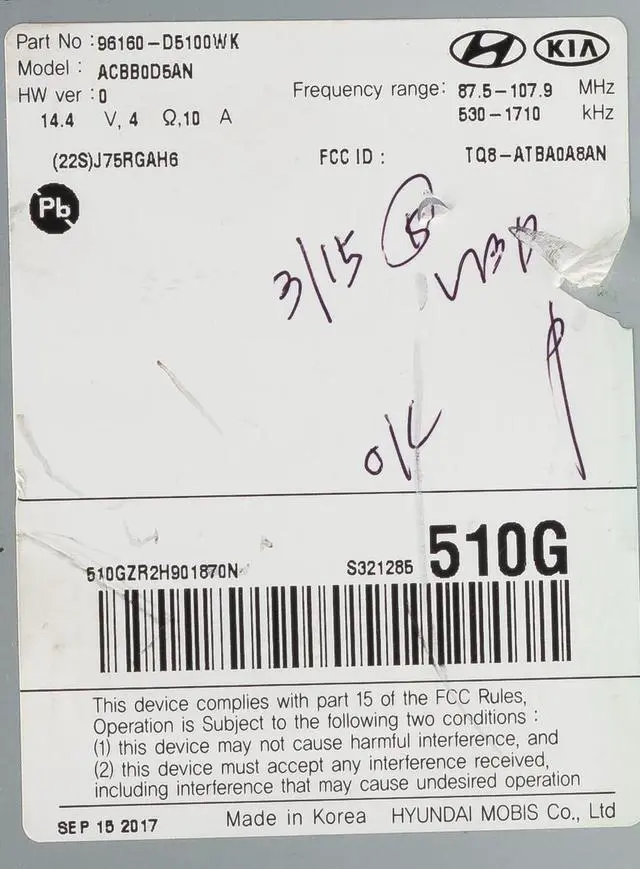 Part No : 96160-D5100WK
KIA
Model : ACBB0D5AN
HW ver : 0
Frequency range: 87.5-107.9 MHz
530-1710 kHz
14.4 V, 4 Ω,10 A
(22S)J75RGAH6
FCC ID : TQ8-ATBA0A8AN
Pb
3/15
OK
510GZR2H901870N
S321285
510G
This device complies with part 15 of the FCC Rules,
Operation is Subject to the following two conditions :
(1) this device may not cause harmful interference, and
(2) this device must accept any interference received,
including interference that may cause undesired operation
SEP 15 2017
Made in Korea HYUNDAI MOBIS Co., Ltd